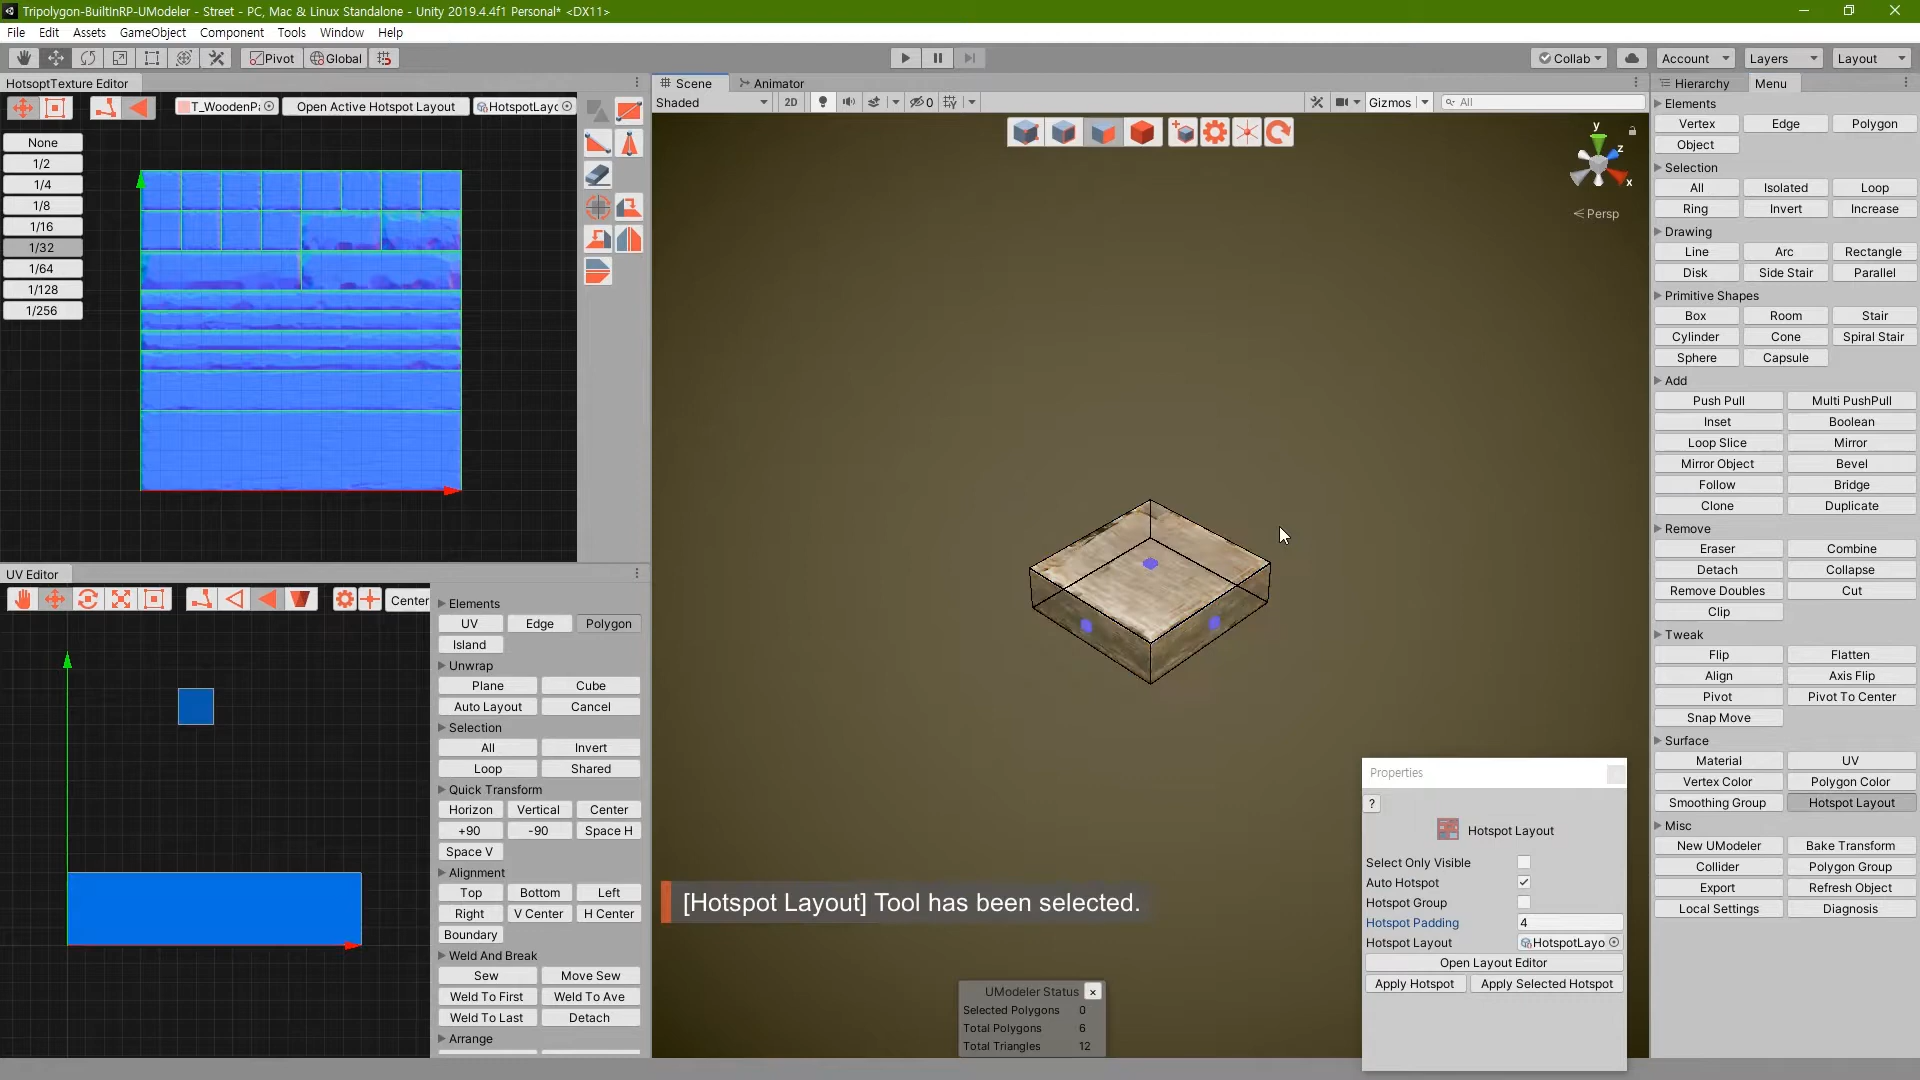 Tripolygon-BuiltInRP-UModeler - Street - PC, Mac & Linux Standalone - Unity 2019.4.4f1 Personal* <DX11>
File Edit Assets GameObject Component Tools Window Help
Pivot Global Collab Account Layers Layout
HotsoptTexture Editor
T_WoodenPa Open Active Hotspot Layout HotspotLayo
None
1/2
1/4
1/8
1/16
1/32
1/64
1/128
1/256
UV Editor
Center
Elements
UV Edge Polygon
Island
Unwrap
Plane Cube
Auto Layout Cancel
Selection
All Invert
Loop Shared
Quick Transform
Horizon Vertical Center
+90 -90 Space H
Space V
Alignment
Top Bottom Left
Right V Center H Center
Boundary
Weld And Break
Sew Move Sew
Weld To First Weld To Ave
Weld To Last Detach
Arrange
Scene Animator
Shaded 2D 0 Gizmos All
y
z
x
Persp
[Hotspot Layout] Tool has been selected.
UModeler Status x
Selected Polygons 0
Total Polygons 6
Total Triangles 12
Properties
?
Hotspot Layout
Select Only Visible
Auto Hotspot
Hotspot Group
Hotspot Padding 4
Hotspot Layout HotspotLayo
Open Layout Editor
Apply Hotspot Apply Selected Hotspot
Hierarchy Menu
Elements
Vertex Edge Polygon
Object
Selection
All Isolated Loop
Ring Invert Increase
Drawing
Line Arc Rectangle
Disk Side Stair Parallel
Primitive Shapes
Box Room Stair
Cylinder Cone Spiral Stair
Sphere Capsule
Add
Push Pull Multi PushPull
Inset Boolean
Loop Slice Mirror
Mirror Object Bevel
Follow Bridge
Clone Duplicate
Remove
Eraser Combine
Detach Collapse
Remove Doubles Cut
Clip
Tweak
Flip Flatten
Align Axis Flip
Pivot Pivot To Center
Snap Move
Surface
Material UV
Vertex Color Polygon Color
Smoothing Group Hotspot Layout
Misc
New UModeler Bake Transform
Collider Polygon Group
Export Refresh Object
Local Settings Diagnosis